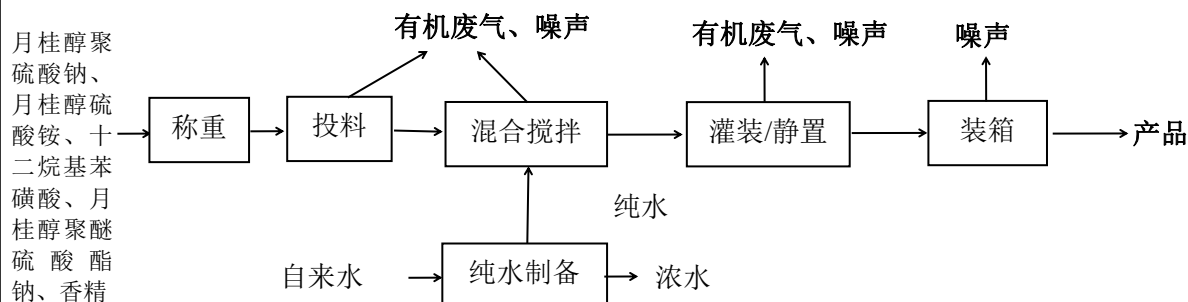 月桂醇聚
硫酸钠、
月桂醇硫
酸铵、十
二烷基苯
磺酸、月
桂醇聚醚
硫酸酯
钠、香精
有机废气、噪声
有机废气、噪声
噪声
称重
投料
混合搅拌
灌装/静置
装箱
产品
纯水
自来水
纯水制备
浓水